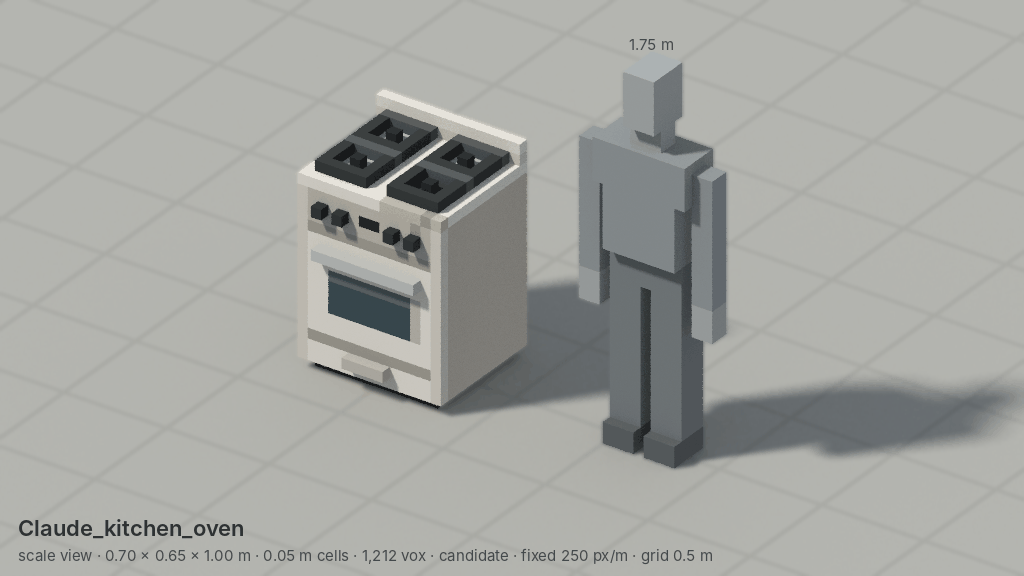 1.75 m
Claude_kitchen_oven
scale view · 0.70 × 0.65 × 1.00 m · 0.05 m cells · 1,212 vox · candidate · fixed 250 px/m · grid 0.5 m